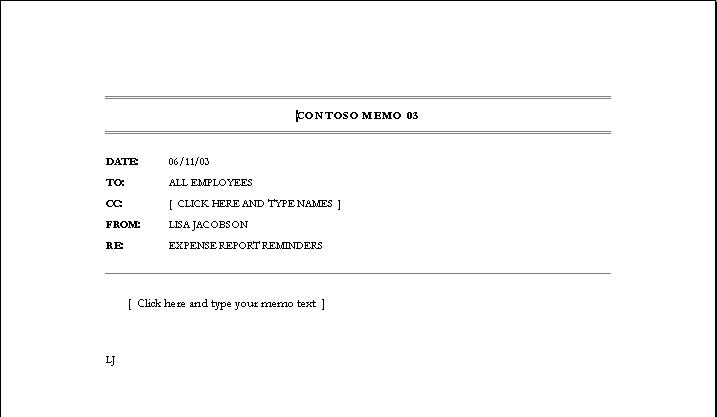 CONTOSO MEMO 03
DATE: 06/11/03
TO: ALL EMPLOYEES
CC: [ CLICK HERE AND TYPE NAMES ]
FROM: LISA JACOBSON
RE: EXPENSE REPORT REMINDERS
[ Click here and type your memo text ]
LJ